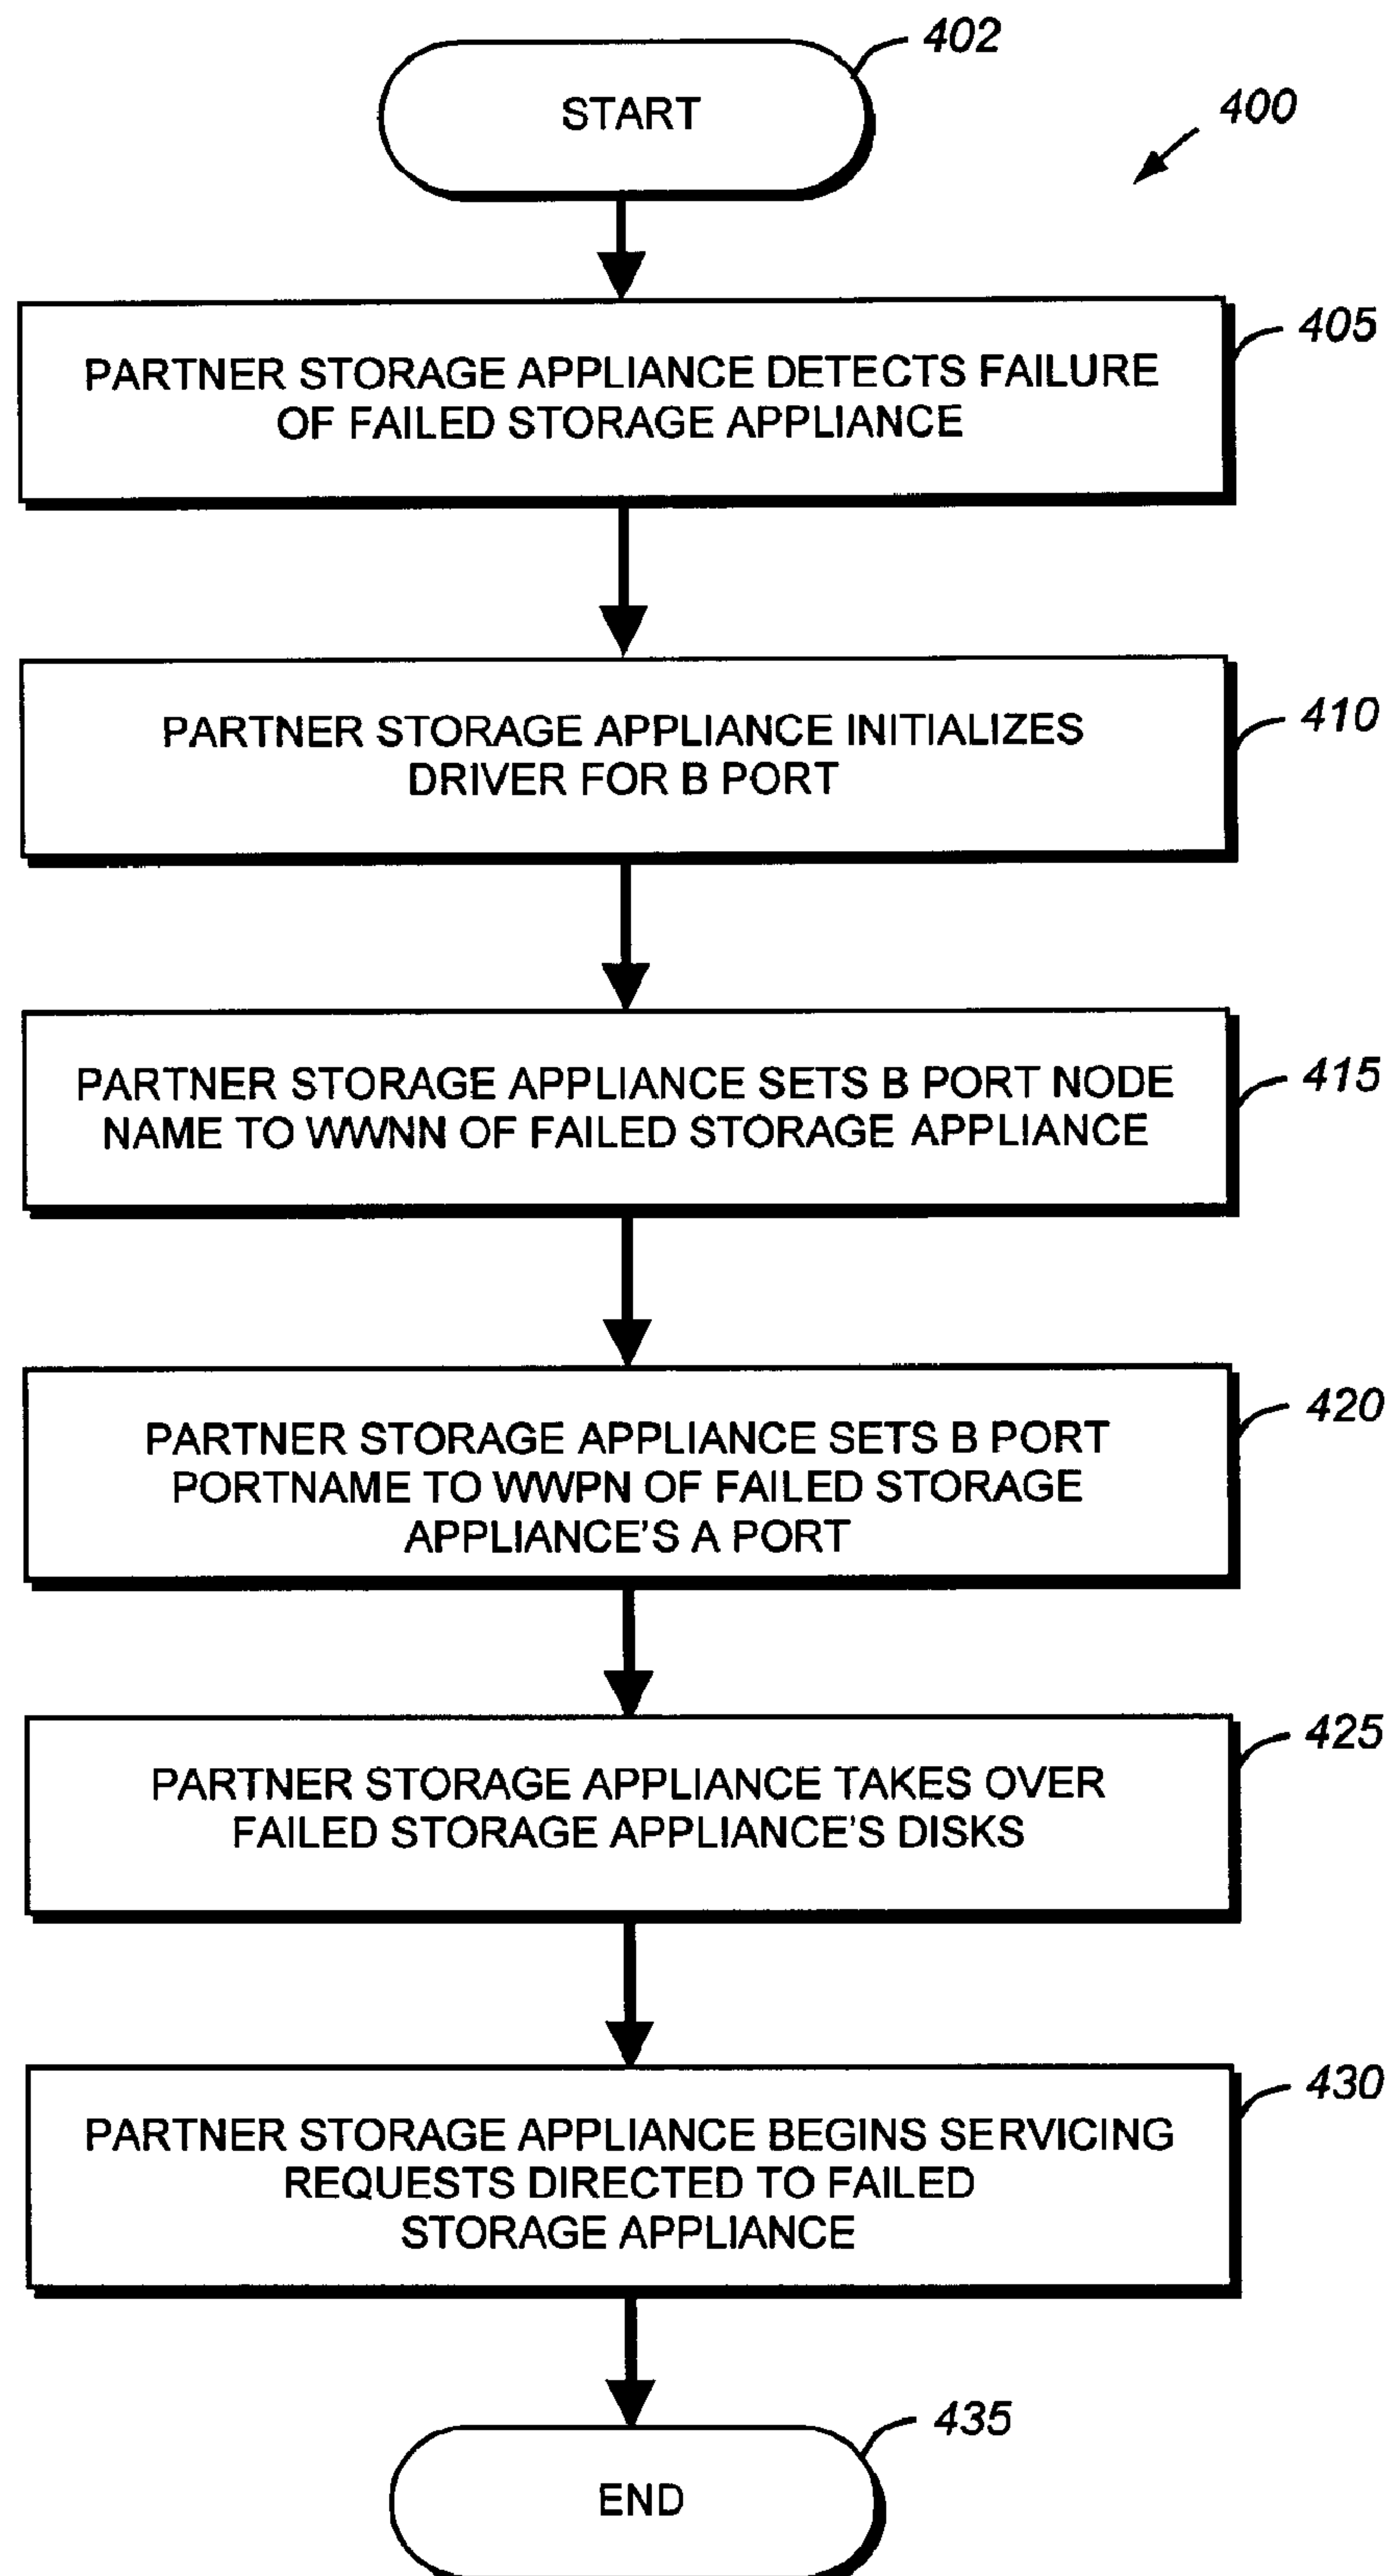 402
START
400
405
PARTNER STORAGE APPLIANCE DETECTS FAILURE
OF FAILED STORAGE APPLIANCE
410
PARTNER STORAGE APPLIANCE INITIALIZES
DRIVER FOR B PORT
415
PARTNER STORAGE APPLIANCE SETS B PORT NODE
NAME TO WWNN OF FAILED STORAGE APPLIANCE
420
PARTNER STORAGE APPLIANCE SETS B PORT
PORTNAME TO WWPN OF FAILED STORAGE
APPLIANCE'S A PORT
425
PARTNER STORAGE APPLIANCE TAKES OVER
FAILED STORAGE APPLIANCE'S DISKS
430
PARTNER STORAGE APPLIANCE BEGINS SERVICING
REQUESTS DIRECTED TO FAILED
STORAGE APPLIANCE
435
END